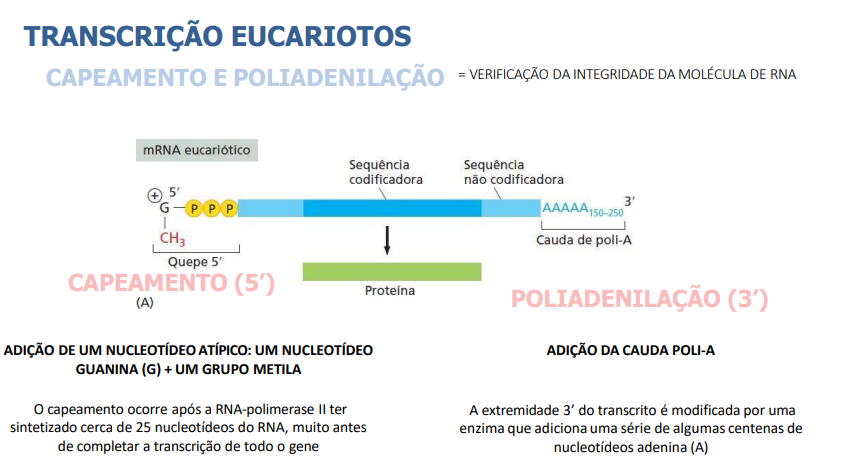 TRANSCRIÇÃO EUCARIOTOS
CAPEAMENTO E POLIADENILAÇÃO = VERIFICAÇÃO DA INTEGRIDADE DA MOLÉCULA DE RNA
mRNA eucariótico
Sequência
codificadora
Sequência
não codificadora
+ 5’
G P P P
CH3
Quepe 5’
AAAAA150–250 3’
Cauda de poli-A
Proteína
CAPEAMENTO (5’)
(A)
POLIADENILAÇÃO (3’)
ADIÇÃO DE UM NUCLEOTÍDEO ATÍPICO: UM NUCLEOTÍDEO
GUANINA (G) + UM GRUPO METILA
O capeamento ocorre após a RNA-polimerase II ter
sintetizado cerca de 25 nucleotídeos do RNA, muito antes
de completar a transcrição de todo o gene
ADIÇÃO DA CAUDA POLI-A
A extremidade 3’ do transcrito é modificada por uma
enzima que adiciona uma série de algumas centenas de
nucleotídeos adenina (A)